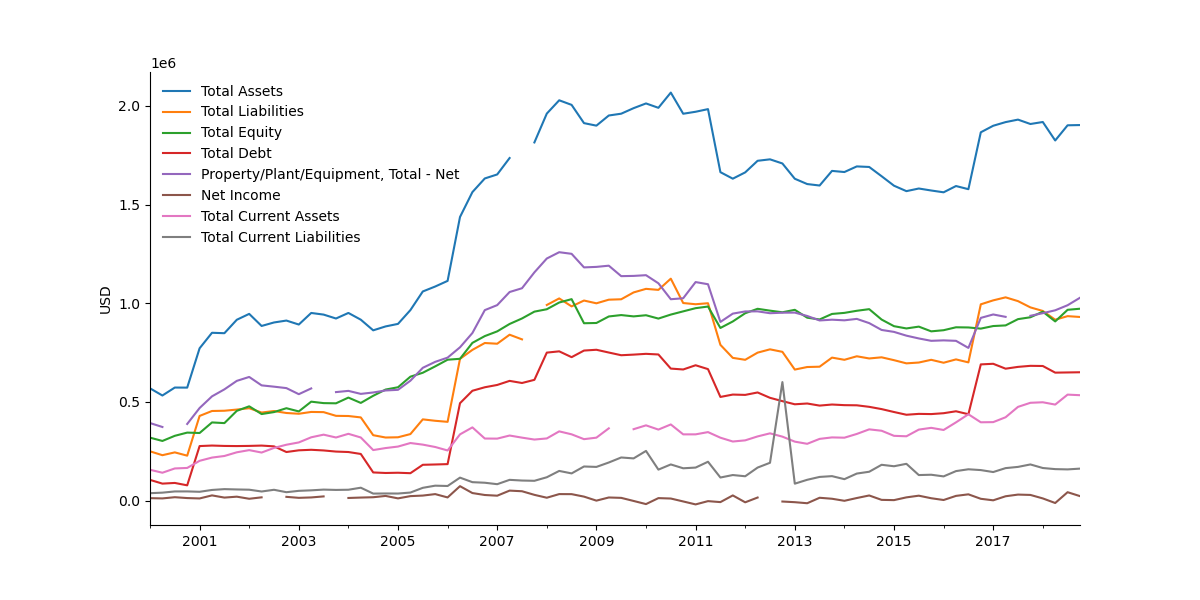 1e6
Total Assets
Total Liabilities
Total Equity
Total Debt
Property/Plant/Equipment, Total - Net
Net Income
Total Current Assets
Total Current Liabilities
USD
2.0
1.5
1.0
0.5
0.0
2001 2003 2005 2007 2009 2011 2013 2015 2017